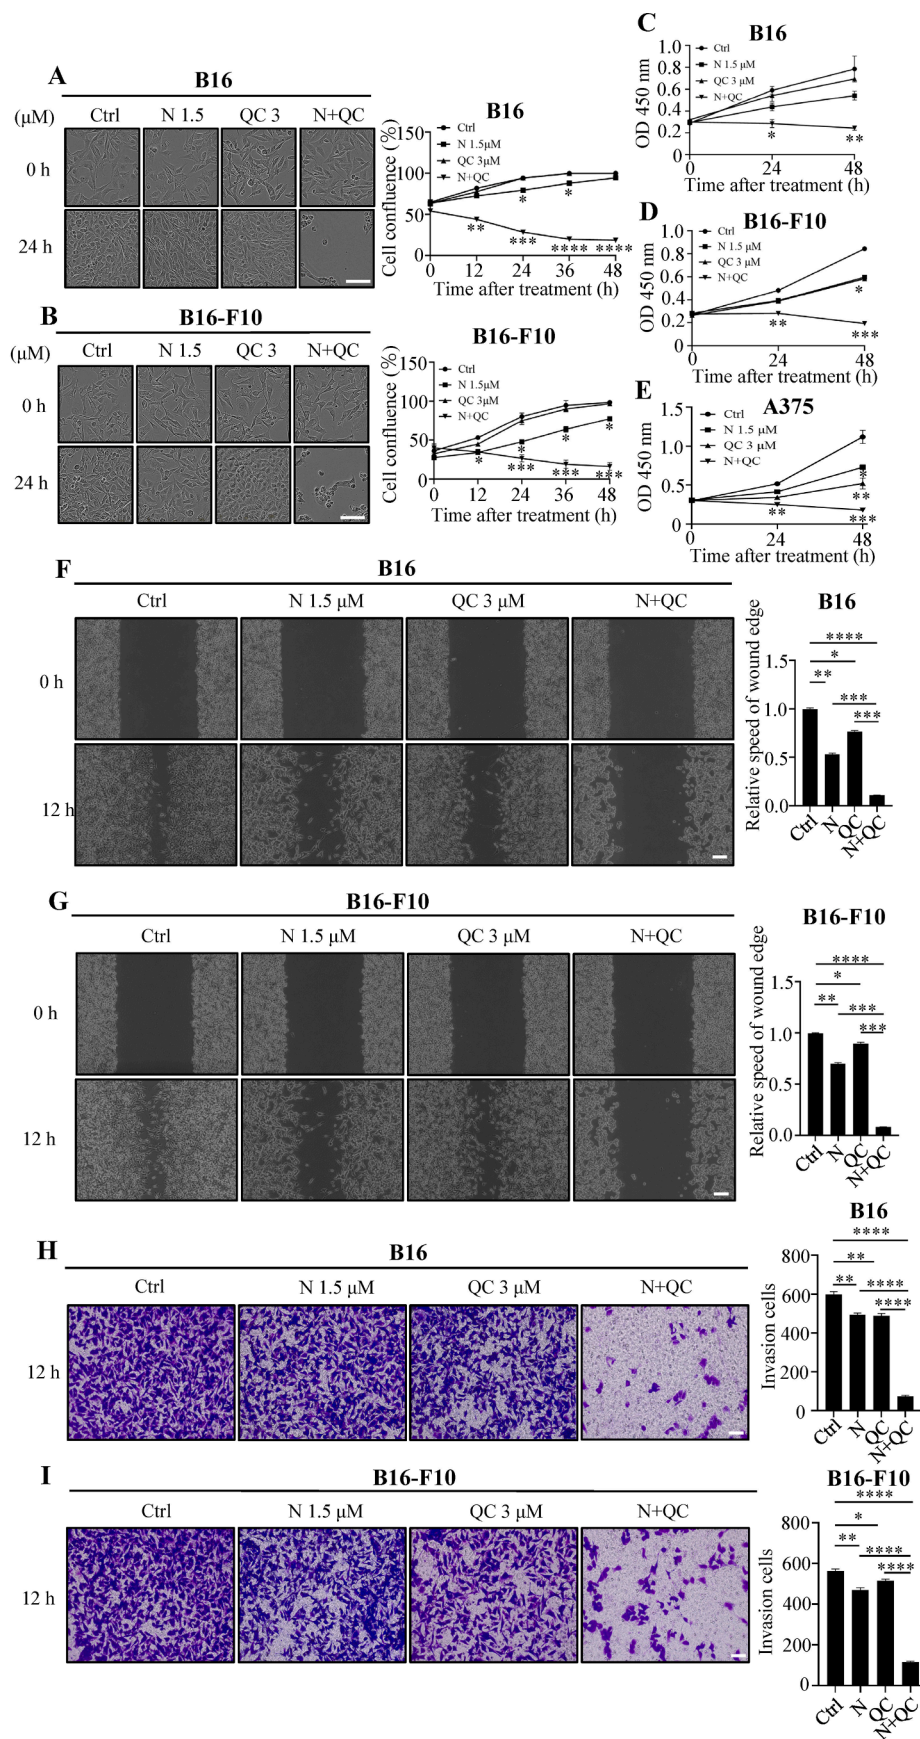 A
B16
(μM)
Ctrl
N 1.5
QC 3
N+QC
0 h
24 h
B16
Cell confluence (%)
150
100
50
0
Ctrl
N 1.5μM
QC 3μM
N+QC
*
*
**
***
****
****
0
12
24
36
48
Time after treatment (h)
B
B16-F10
(μM)
Ctrl
N 1.5
QC 3
N+QC
0 h
24 h
B16-F10
Cell confluence (%)
150
100
50
0
Ctrl
N 1.5μM
QC 3μM
N+QC
*
*
*
*
***
***
***
0
12
24
36
48
Time after treatment (h)
C
B16
OD 450 nm
1.0
0.8
0.6
0.4
0.2
0
Ctrl
N 1.5 μM
QC 3 μM
N+QC
*
**
0
24
48
Time after treatment (h)
D
B16-F10
OD 450 nm
1.0
0.8
0.6
0.4
0.2
0
Ctrl
N 1.5 μM
QC 3 μM
N+QC
*
**
***
0
24
48
Time after treatment (h)
E
A375
OD 450 nm
1.5
1.0
0.5
0
Ctrl
N 1.5 μM
QC 3 μM
N+QC
*
**
**
***
0
24
48
Time after treatment (h)
F
B16
Ctrl
N 1.5 μM
QC 3 μM
N+QC
0 h
12 h
B16
Relative speed of wound edge
****
*
**
***
***
1.5
1.0
0.5
0.0
Ctrl
N
QC
N+QC
G
B16-F10
Ctrl
N 1.5 μM
QC 3 μM
N+QC
0 h
12 h
B16-F10
Relative speed of wound edge
****
*
**
***
***
1.5
1.0
0.5
0.0
Ctrl
N
QC
N+QC
H
B16
Ctrl
N 1.5 μM
QC 3 μM
N+QC
12 h
B16
Invasion cells
****
**
**
****
****
800
600
400
200
0
Ctrl
N
QC
N+QC
I
B16-F10
Ctrl
N 1.5 μM
QC 3 μM
N+QC
12 h
B16-F10
Invasion cells
****
*
**
****
****
800
600
400
200
0
Ctrl
N
QC
N+QC